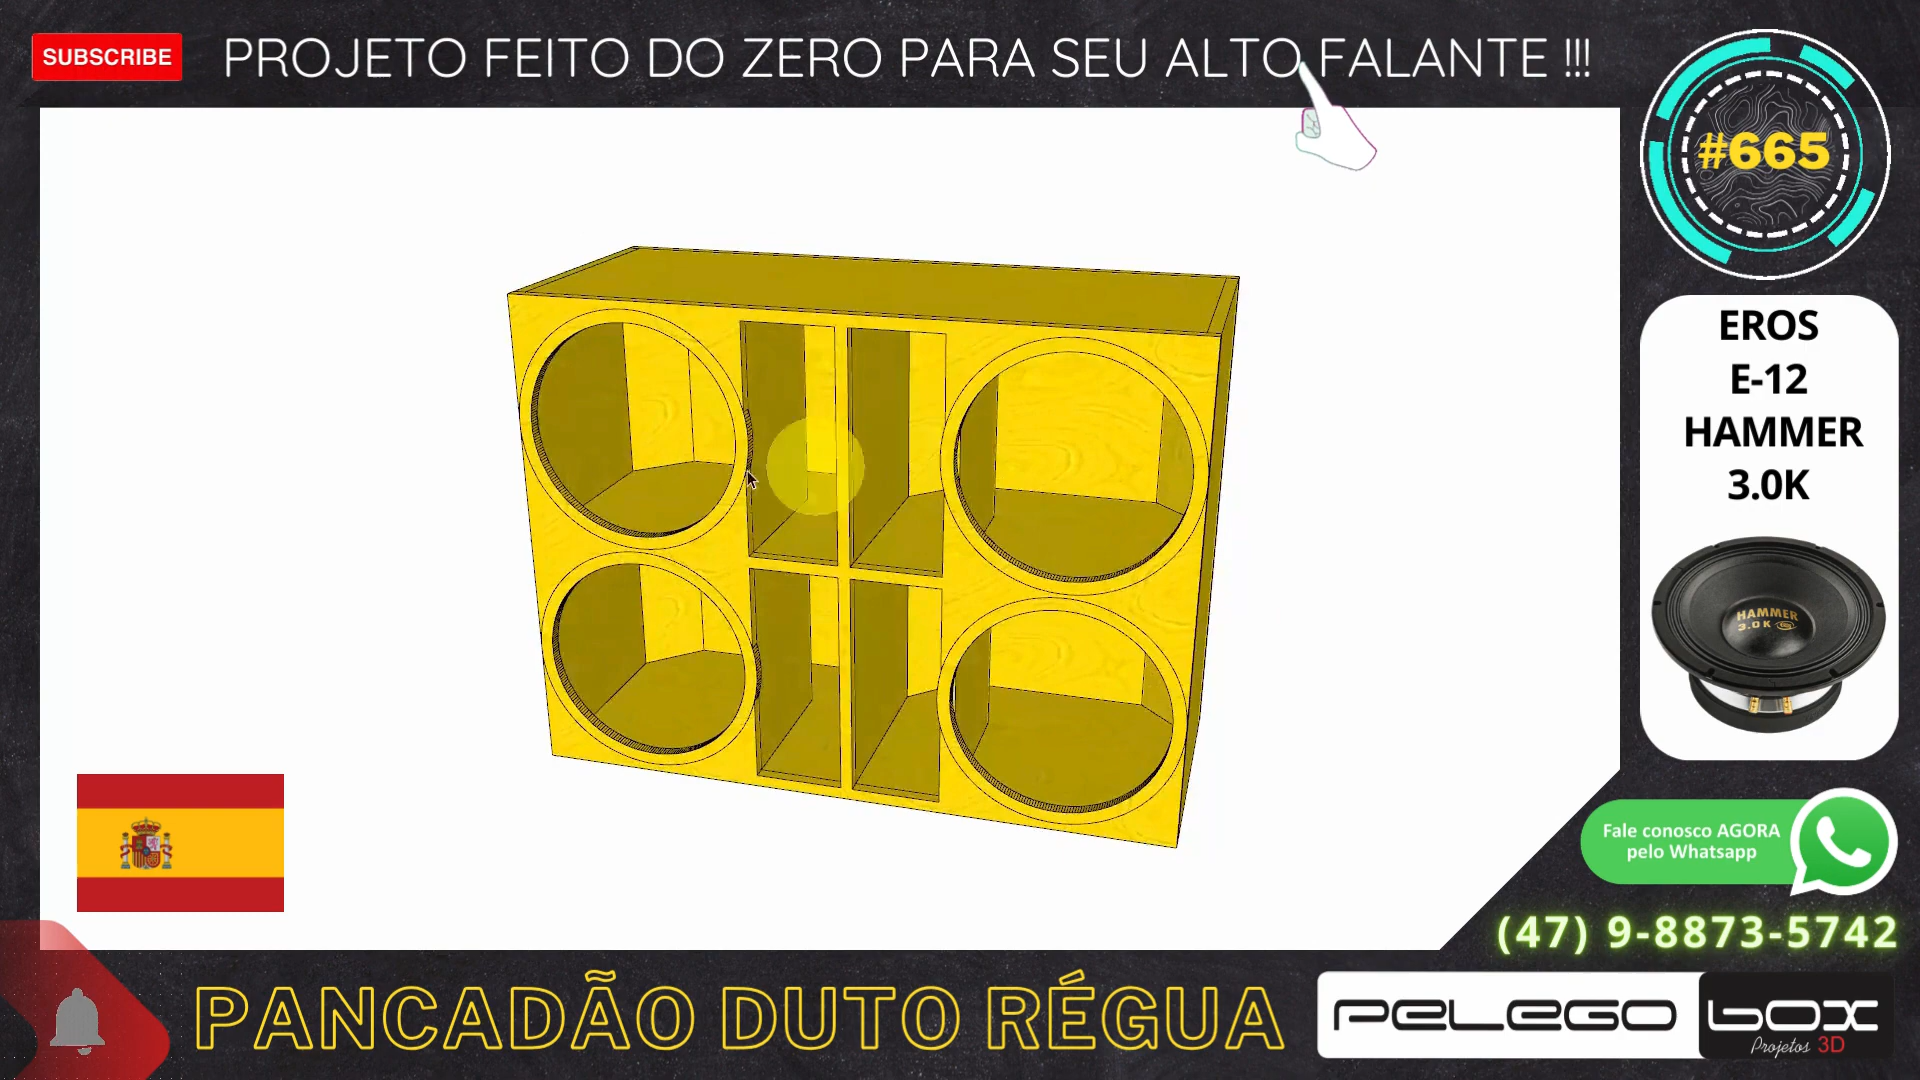 SUBSCRIBE
PROJETO FEITO DO ZERO PARA SEU ALTO FALANTE !!!
#665
EROS
E-12
HAMMER
3.0K
HAMMER
3.0K
Fale conosco AGORA
pelo Whatsapp
(47) 9-8873-5742
PANCADÃO DUTO RÉGUA
PELEGO BOX
Projetos 3D